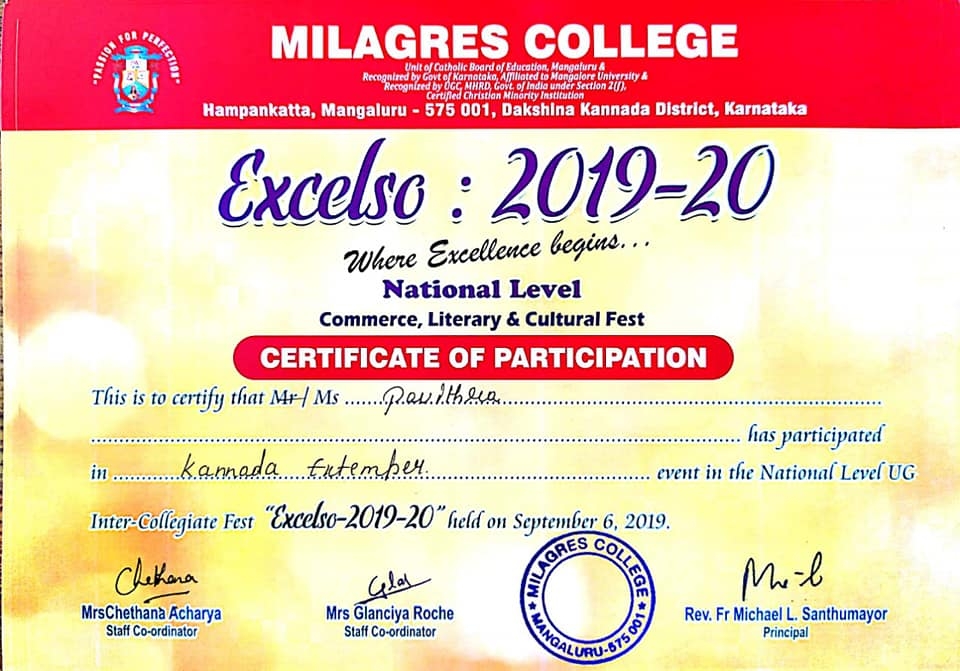 "PASSION FOR PERFECTION"
MILAGRES COLLEGE
Unit of Catholic Board of Education, Mangaluru &
Recognized by Govt of Karnataka, Affiliated to Mangalore University &
Recognized by UGC, MHRD, Govt. of India under Section 2(f),
Certified Christian Minority Institution
Hampankatta, Mangaluru - 575 001, Dakshina Kannada District, Karnataka
Excelso : 2019-20
Where Excellence begins...
National Level
Commerce, Literary & Cultural Fest
CERTIFICATE OF PARTICIPATION
This is to certify that Mr / Ms ......Pavithra......
...... has participated
in ......Kannada Extemper....... event in the National Level UG
Inter-Collegiate Fest "Excelso-2019-20" held on September 6, 2019.
Chethana
MrsChethana Acharya
Staff Co-ordinator
Mrs Glanciya Roche
Staff Co-ordinator
★ MILAGRES COLLEGE ★ MANGALURU-575 001
Rev. Fr Michael L. Santhumayor
Principal